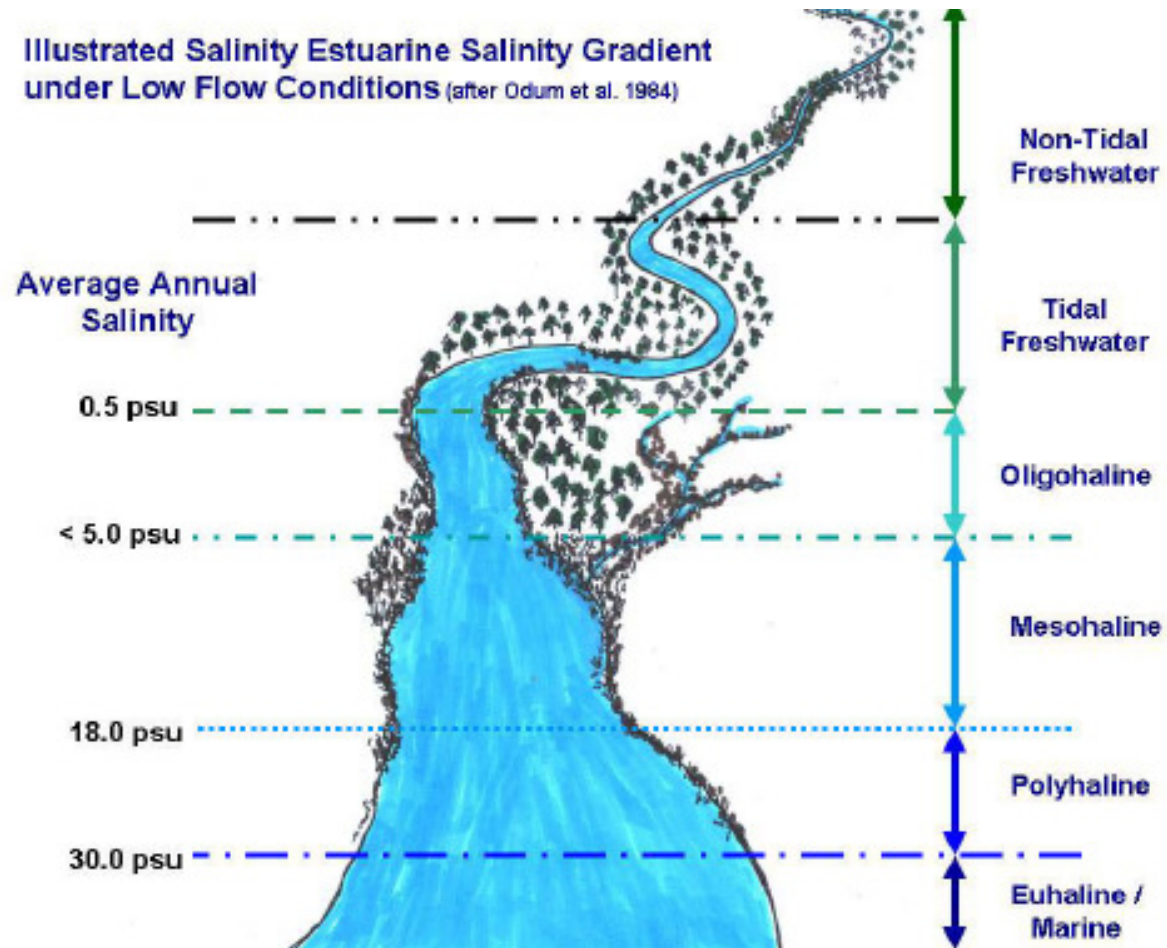 Illustrated Salinity Estuarine Salinity Gradient
under Low Flow Conditions (after Odum et al. 1984)
Non-Tidal
Freshwater
Average Annual
Salinity
Tidal
Freshwater
0.5 psu
Oligohaline
< 5.0 psu
Mesohaline
18.0 psu
Polyhaline
30.0 psu
Euhaline /
Marine